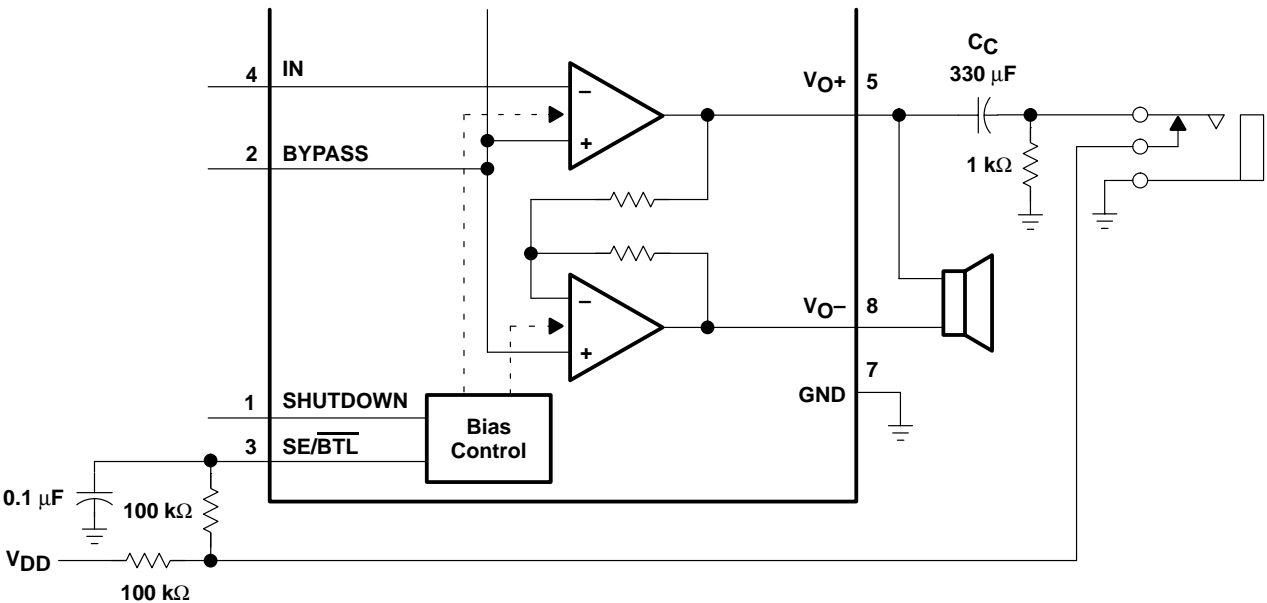 C_C
330 μF
4 IN
V_O+ 5
–
+
2 BYPASS
1 kΩ
–
V_O– 8
+
7
GND
1 SHUTDOWN
Bias
Control
3 SE/B̅T̅L̅
0.1 μF
100 kΩ
V_DD
100 kΩ